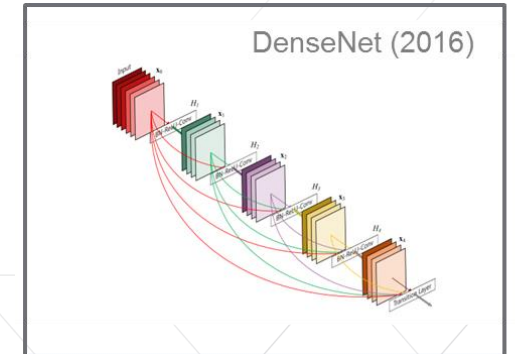 DenseNet (2016)
Input
x₀
H₁
BN-ReLU-Conv
x₁
H₂
BN-ReLU-Conv
x₂
H₃
BN-ReLU-Conv
x₃
H₄
BN-ReLU-Conv
x₄
Transition Layer